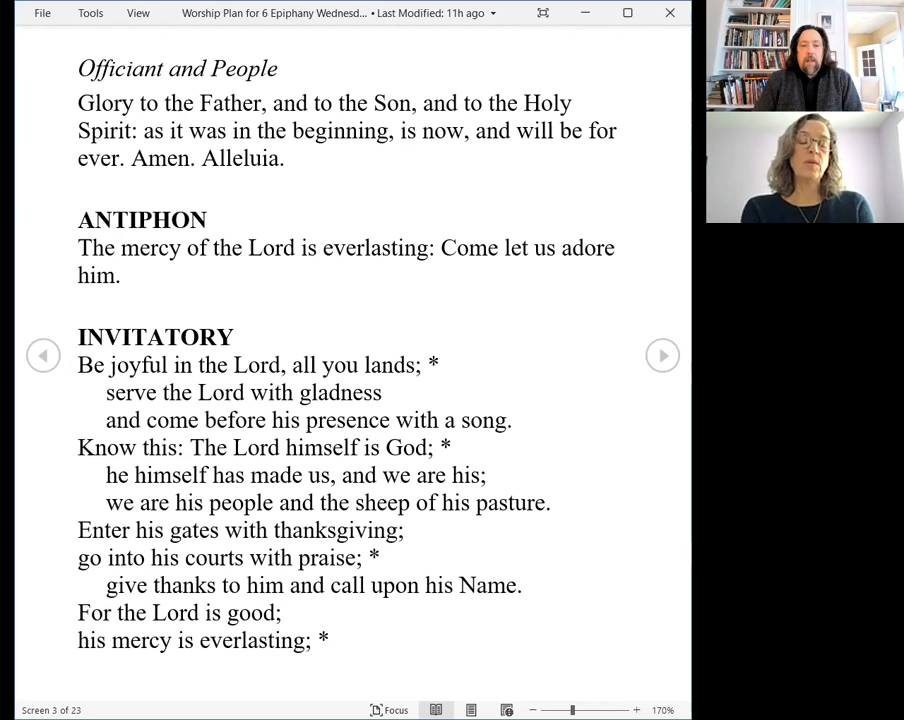 File Tools View Worship Plan for 6 Epiphany Wednesd... • Last Modified: 11h ago
Officiant and People
Glory to the Father, and to the Son, and to the Holy
Spirit: as it was in the beginning, is now, and will be for
ever. Amen. Alleluia.
ANTIPHON
The mercy of the Lord is everlasting: Come let us adore
him.
INVITATORY
Be joyful in the Lord, all you lands; *
serve the Lord with gladness
and come before his presence with a song.
Know this: The Lord himself is God; *
he himself has made us, and we are his;
we are his people and the sheep of his pasture.
Enter his gates with thanksgiving;
go into his courts with praise; *
give thanks to him and call upon his Name.
For the Lord is good;
his mercy is everlasting; *
Screen 3 of 23 Focus 170%